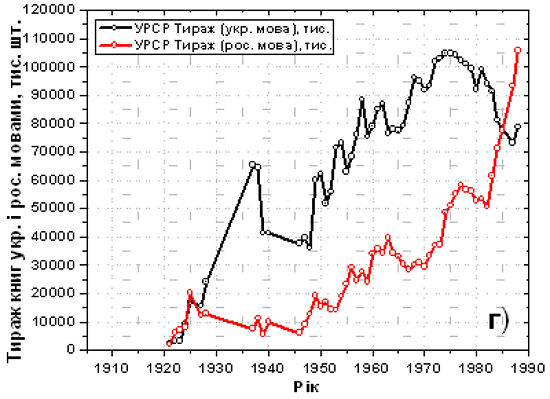 Тираж книг укр. і рос. мовами, тис. шт.
120000
110000
100000
90000
80000
70000
60000
50000
40000
30000
20000
10000
0
УРСР Тираж (укр. мова), тис.
УРСР Тираж (рос. мова), тис.
г)
1910 1920 1930 1940 1950 1960 1970 1980 1990
Рік